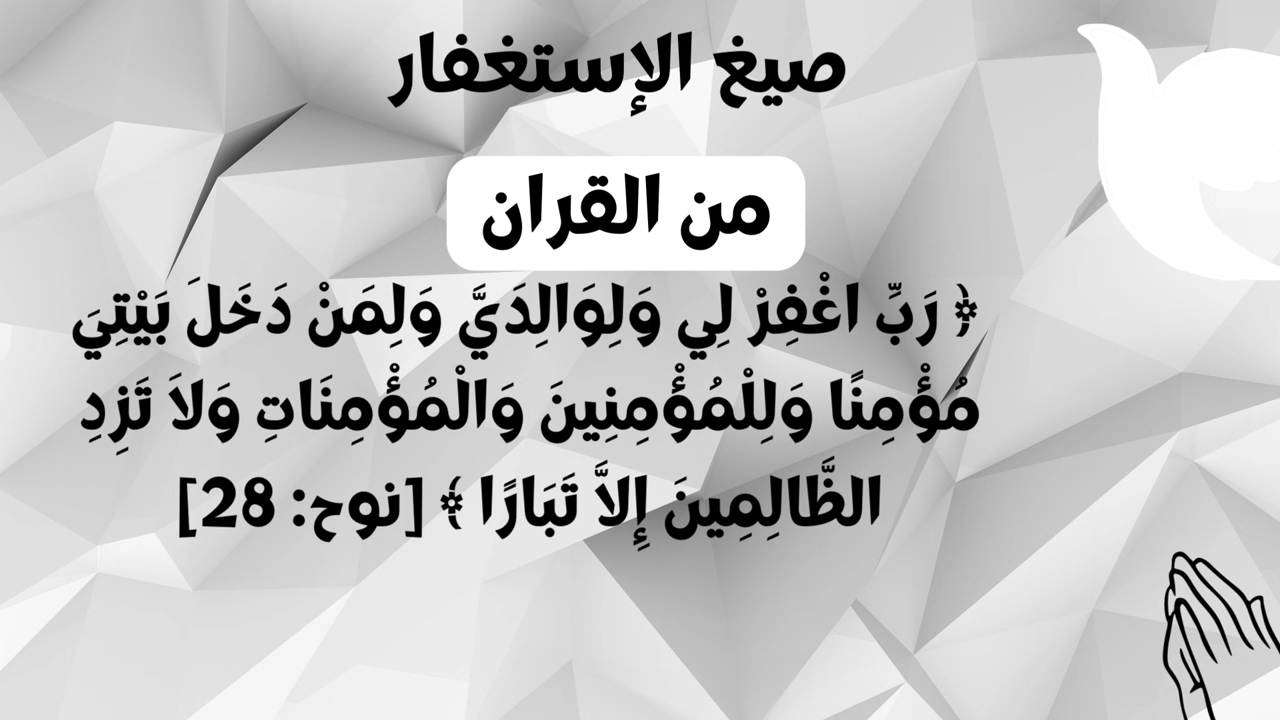 صيغ الإستغفار
من القران
﴿ رَبِّ اغْفِرْ لِي وَلِوَالِدَيَّ وَلِمَنْ دَخَلَ بَيْتِيَ
مُؤْمِنًا وَلِلْمُؤْمِنِينَ وَالْمُؤْمِنَاتِ وَلاَ تَزِدِ
الظَّالِمِينَ إِلاَّ تَبَارًا ﴾ [نوح: 28]